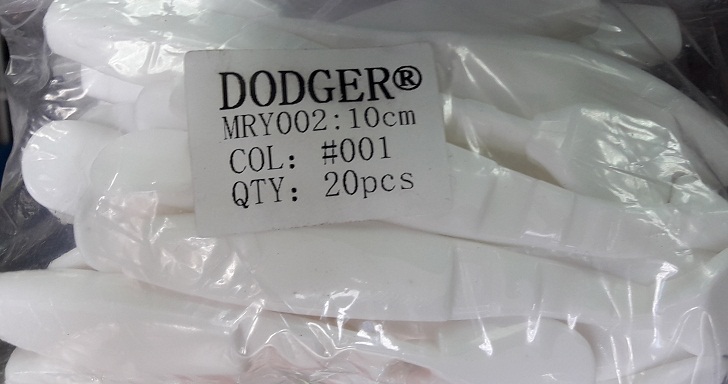 DODGER®
MRY002:10cm
COL: #001
QTY: 20pcs